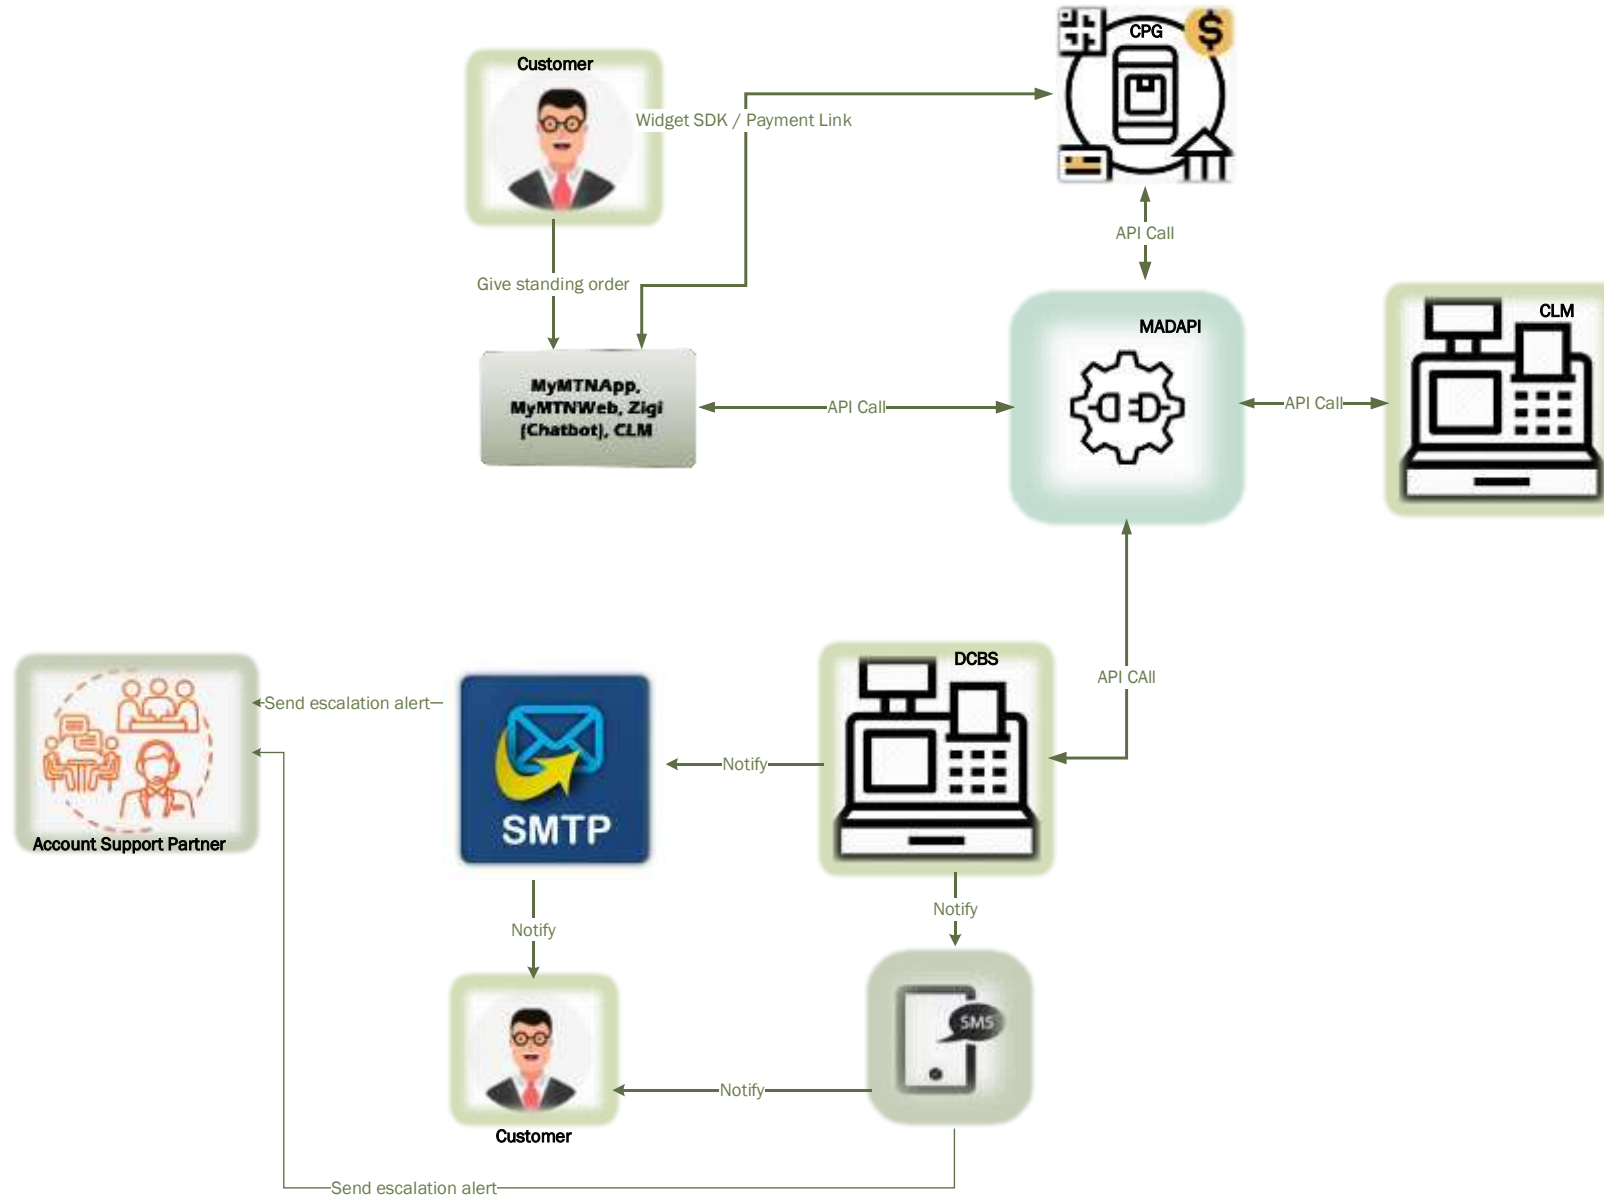 CPG
Customer
Widget SDK / Payment Link
API Call
Give standing order
CLM
MADAPI
MyMTNApp,
MyMTNWeb, Zigi
(Chatbot), CLM
API Call
API Call
DCBS
API CAll
Send escalation alert
Notify
SMTP
Account Support Partner
Notify
Notify
SMS
Notify
Customer
Send escalation alert